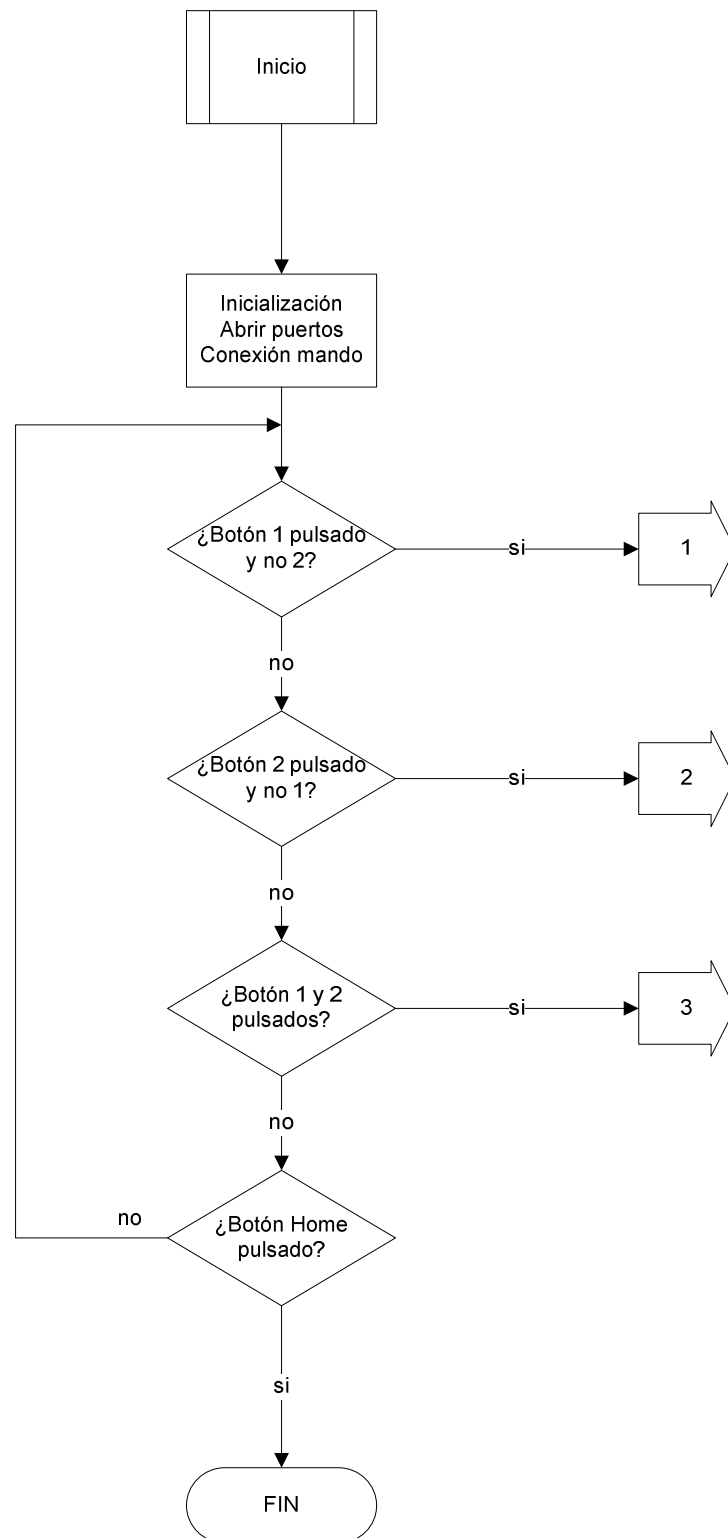 Inicio
Inicialización
Abrir puertos
Conexión mando
¿Botón 1 pulsado
y no 2?
si
1
no
¿Botón 2 pulsado
y no 1?
si
2
no
¿Botón 1 y 2
pulsados?
si
3
no
¿Botón Home
pulsado?
no
si
FIN